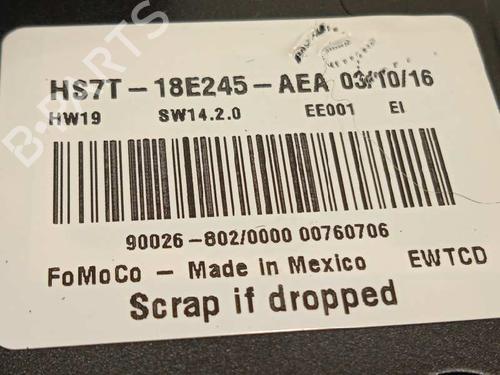 B-PARTS
HS7T-18E245-AEA 03/10/16
HW19 SW14.2.0 EE001 EI
90026-802/0000 00760706
FoMoCo - Made in Mexico EWTCD
Scrap if dropped